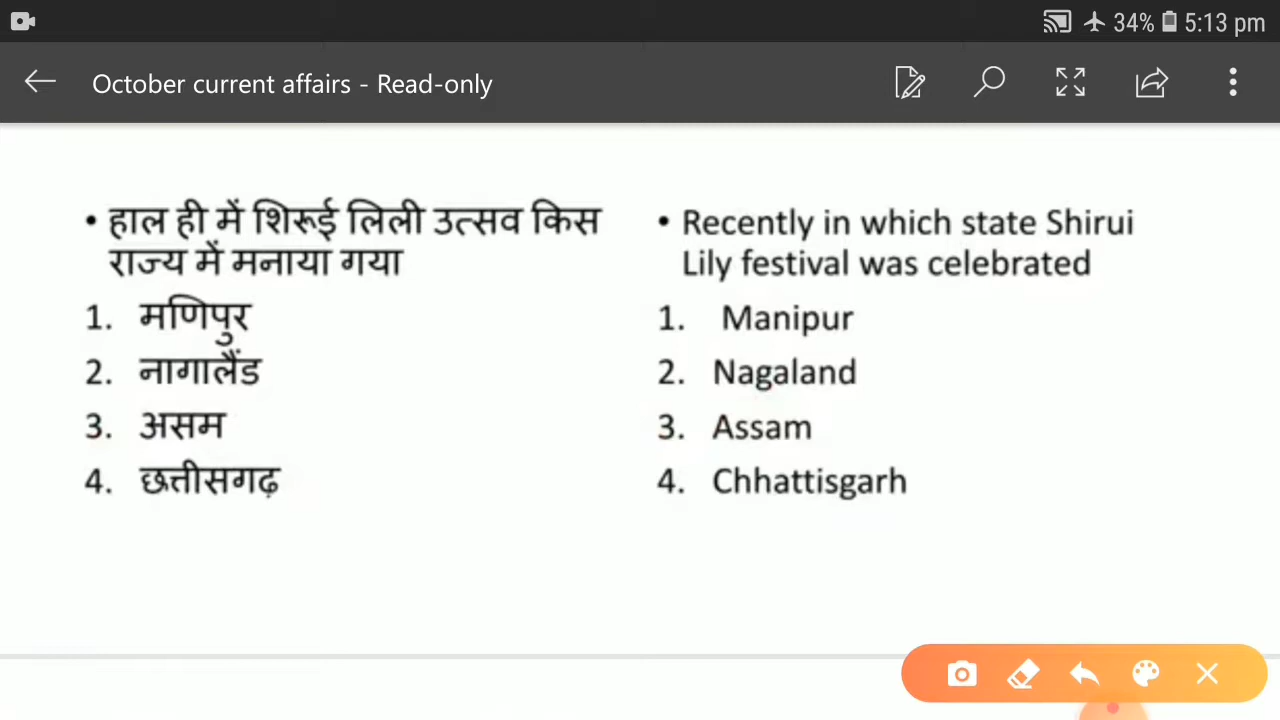 34% 5:13 pm
October current affairs - Read-only
• हाल ही में शिरूई लिली उत्सव किस
राज्य में मनाया गया
1. मणिपुर
2. नागालैंड
3. असम
4. छत्तीसगढ़
• Recently in which state Shirui
Lily festival was celebrated
1. Manipur
2. Nagaland
3. Assam
4. Chhattisgarh